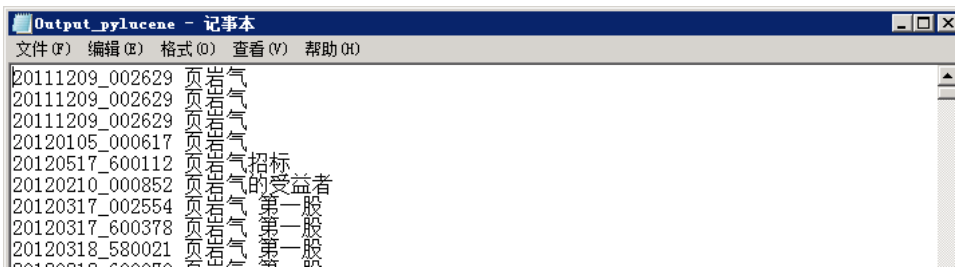 Output_pylucene - 记事本
文件(F) 编辑(E) 格式(O) 查看(V) 帮助(H)
20111209_002629 页岩气
20111209_002629 页岩气
20111209_002629 页岩气
20120105_000617 页岩气
20120517_600112 页岩气招标
20120210_000852 页岩气的受益者
20120317_002554 页岩气 第一股
20120317_600378 页岩气 第一股
20120318_580021 页岩气 第一股